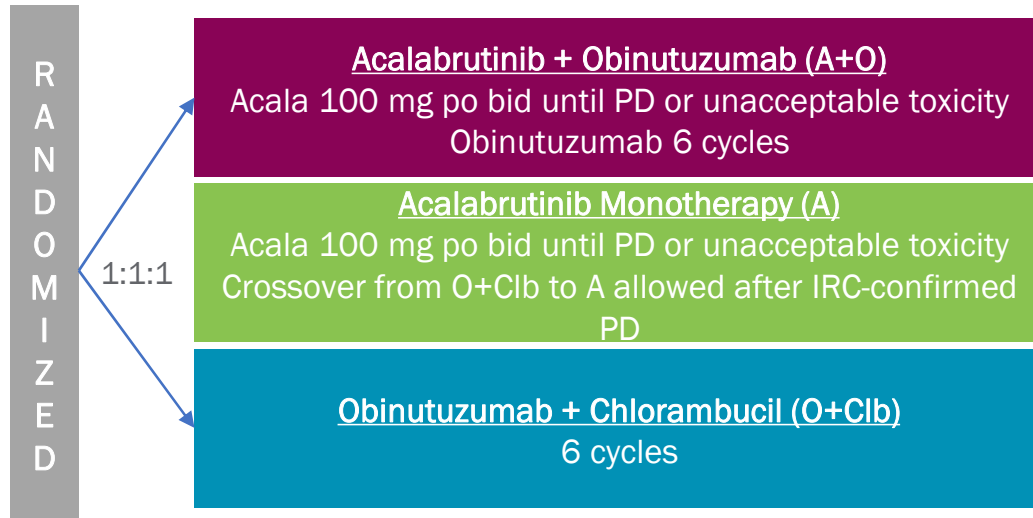 RANDOMIZED
1:1:1
Acalabrutinib + Obinutuzumab (A+O)
Acala 100 mg po bid until PD or unacceptable toxicity
Obinutuzumab 6 cycles
Acalabrutinib Monotherapy (A)
Acala 100 mg po bid until PD or unacceptable toxicity
Crossover from O+Clb to A allowed after IRC-confirmed
PD
Obinutuzumab + Chlorambucil (O+Clb)
6 cycles